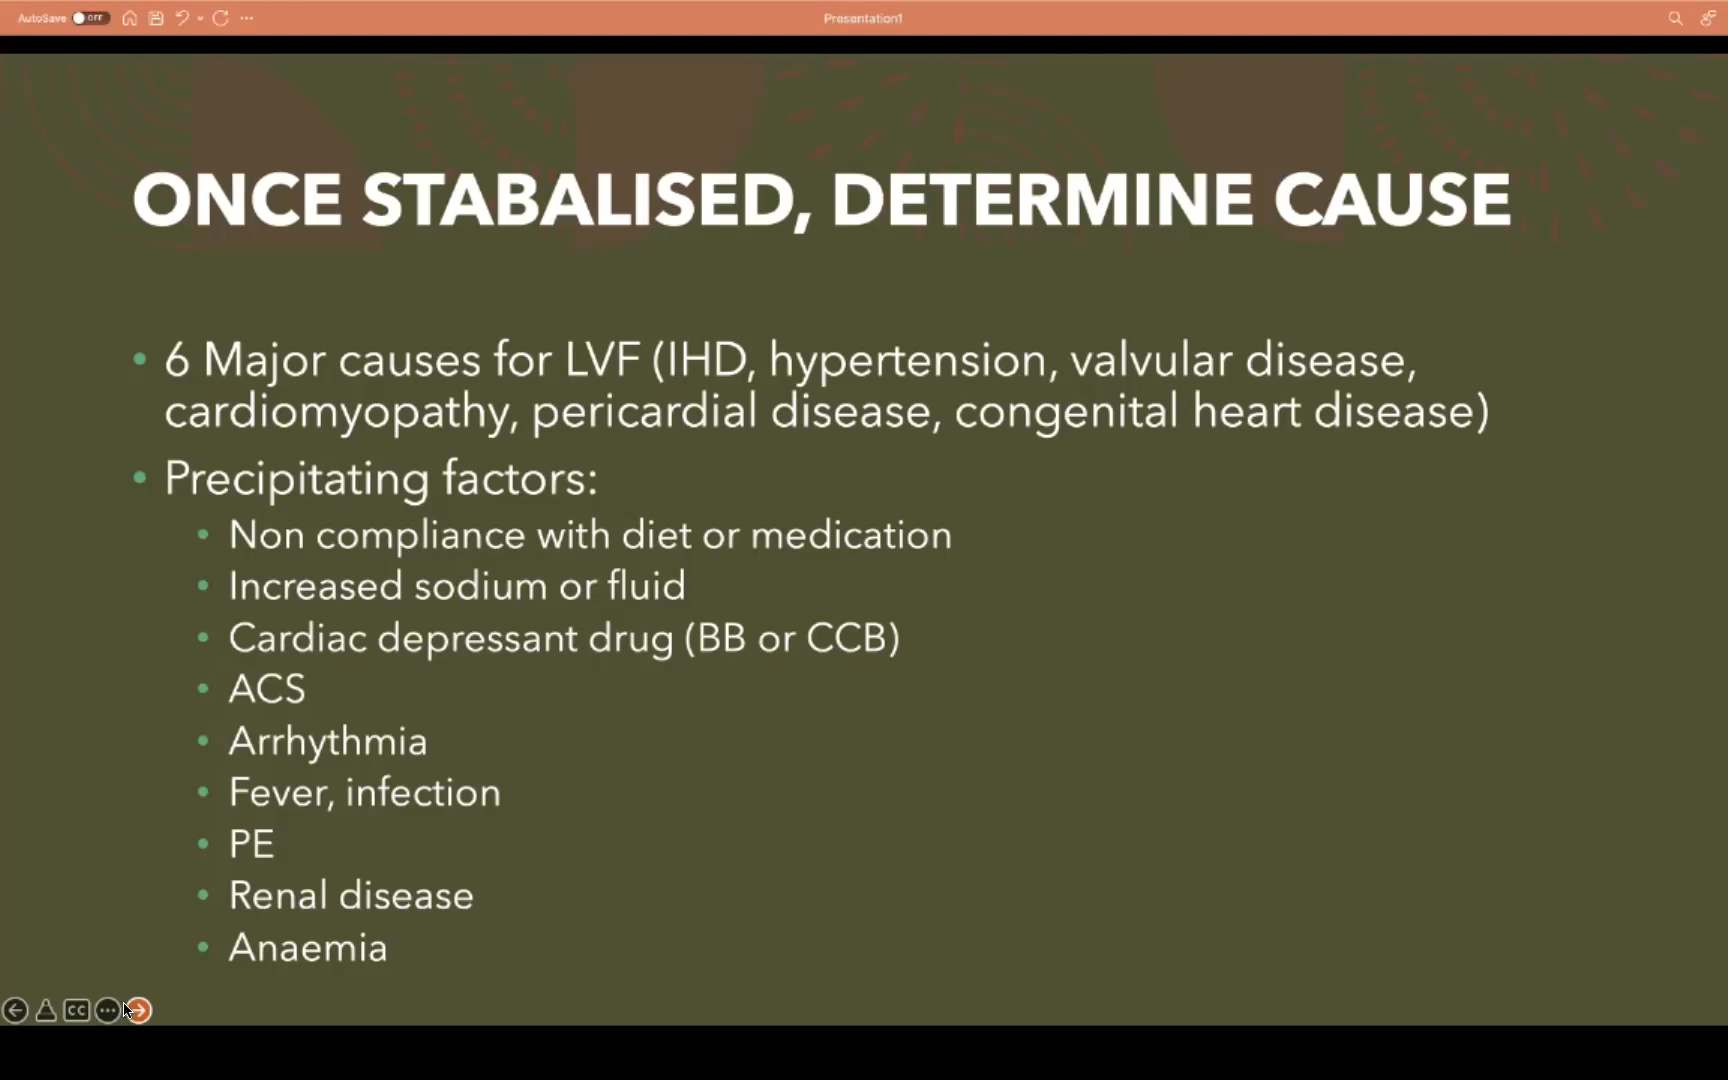 AutoSave OFF Presentation1
ONCE STABALISED, DETERMINE CAUSE
• 6 Major causes for LVF (IHD, hypertension, valvular disease,
cardiomyopathy, pericardial disease, congenital heart disease)
• Precipitating factors:
• Non compliance with diet or medication
• Increased sodium or fluid
• Cardiac depressant drug (BB or CCB)
• ACS
• Arrhythmia
• Fever, infection
• PE
• Renal disease
• Anaemia
CC